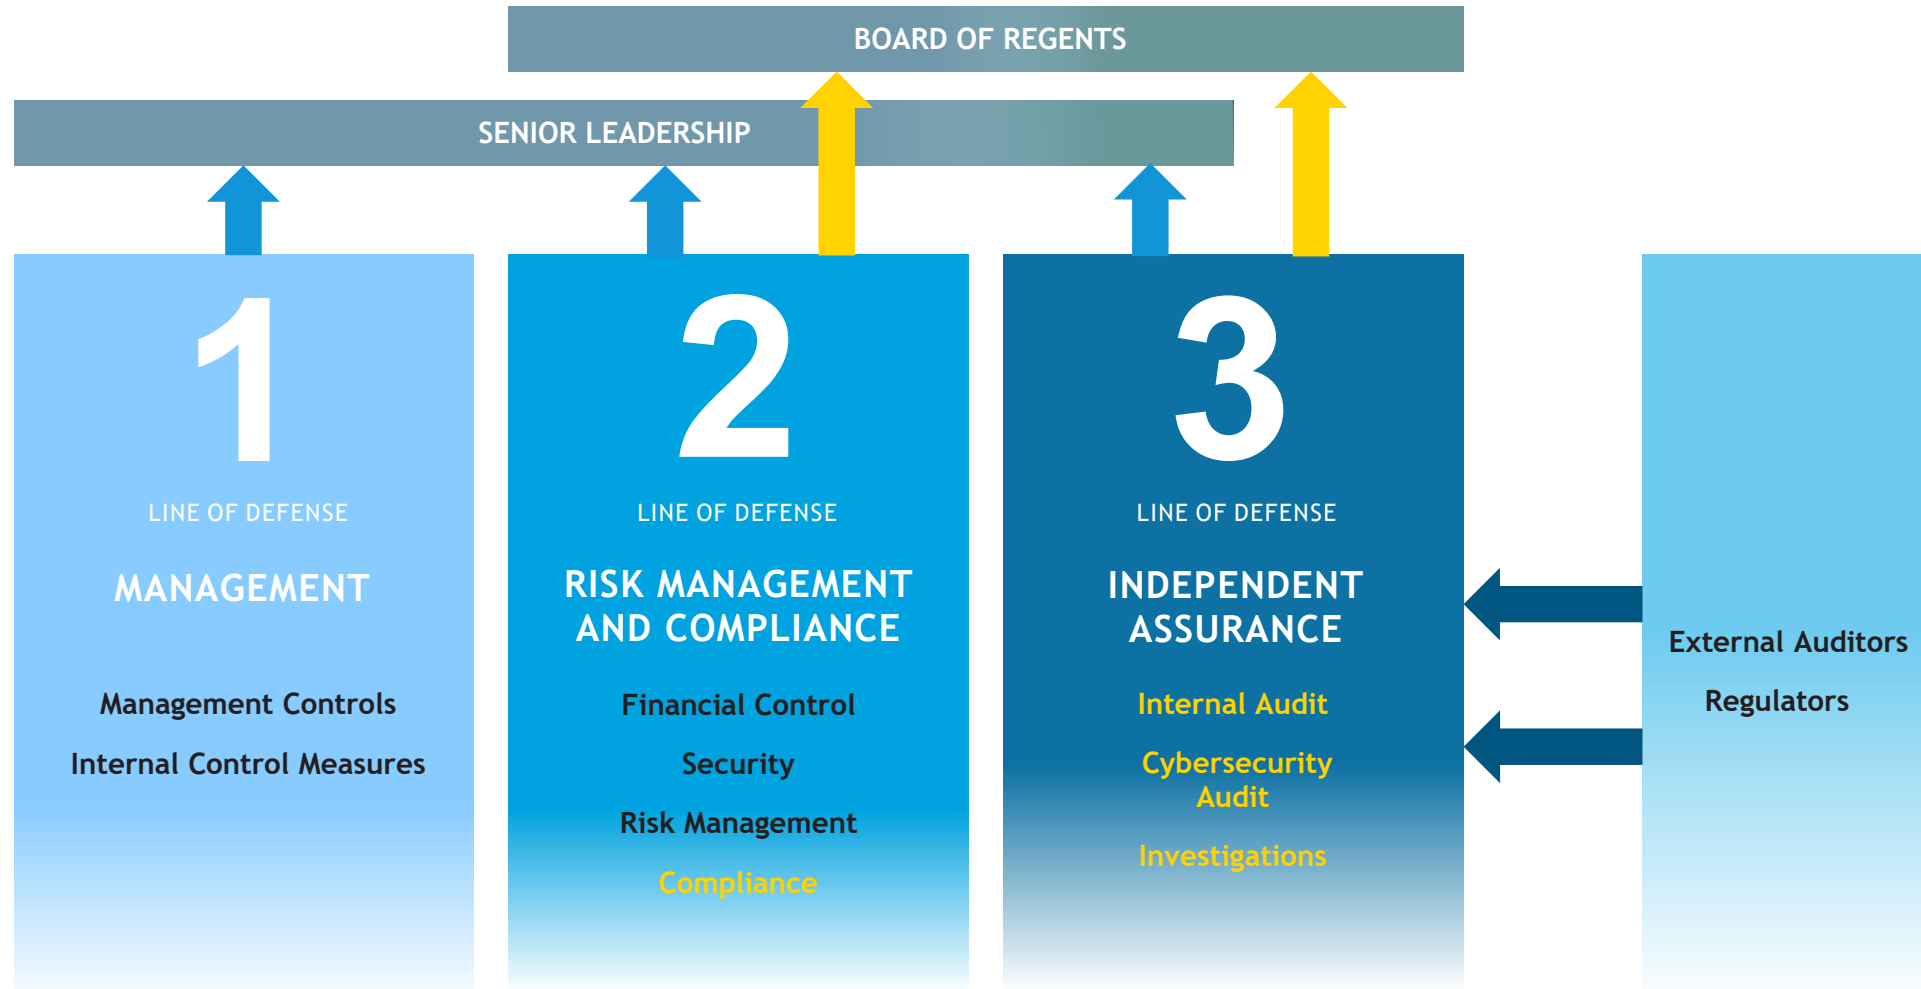 BOARD OF REGENTS
SENIOR LEADERSHIP
1
LINE OF DEFENSE
MANAGEMENT
Management Controls
Internal Control Measures
2
LINE OF DEFENSE
RISK MANAGEMENT
AND COMPLIANCE
Financial Control
Security
Risk Management
Compliance
3
LINE OF DEFENSE
INDEPENDENT
ASSURANCE
Internal Audit
Cybersecurity
Audit
Investigations
External Auditors
Regulators